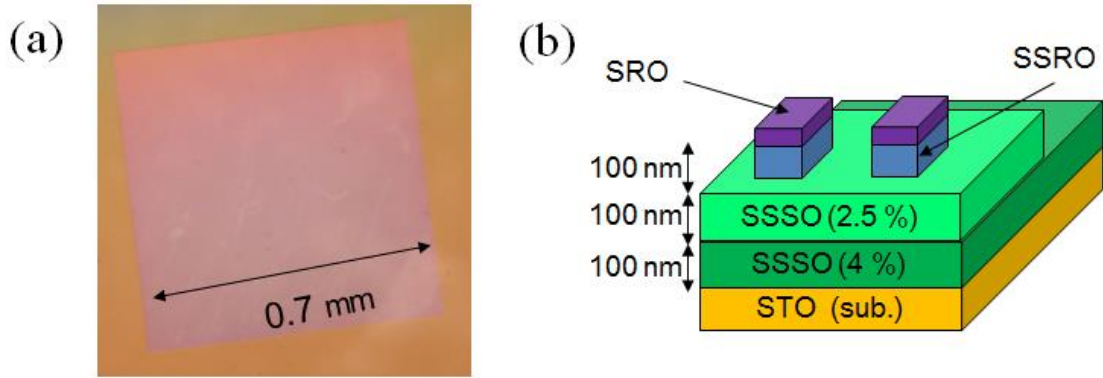 (a)
0.7 mm
(b)
SRO
SSRO
100 nm
100 nm
SSSO (2.5 %)
100 nm
SSSO (4 %)
STO (sub.)